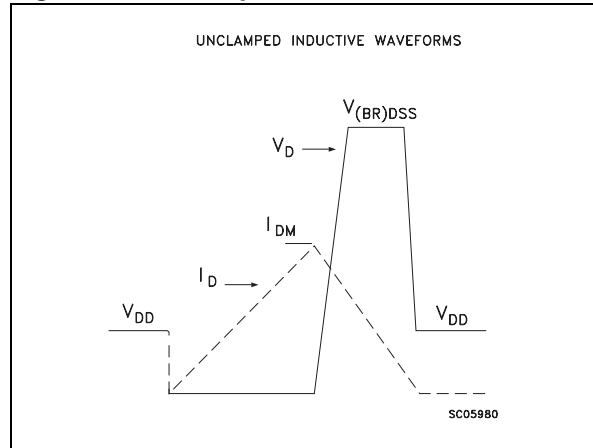 UNCLAMPED INDUCTIVE WAVEFORMS
V(BR)DSS
VD
IDM
ID
VDD
VDD
SC05980